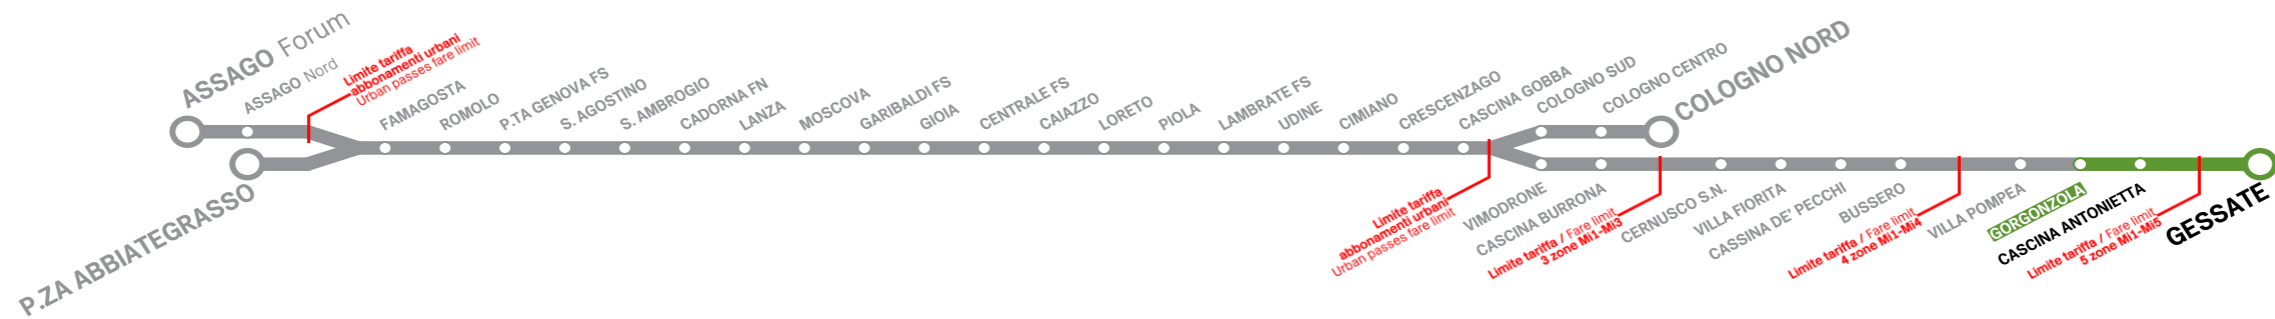 ASSAGO Forum
ASSAGO Nord
Limite tariffa
abbonamenti urbani
Urban passes fare limit
P.ZA ABBIATEGRASSO
FAMAGOSTA
ROMOLO
P.TA GENOVA FS
S. AGOSTINO
S. AMBROGIO
CADORNA FN
LANZA
MOSCOVA
GARIBALDI FS
GIOIA
CENTRALE FS
CAIAZZO
LORETO
PIOLA
LAMBRATE FS
UDINE
CIMIANO
CRESCENZAGO
CASCINA GOBBA
COLOGNO SUD
COLOGNO CENTRO
COLOGNO NORD
Limite tariffa
abbonamenti urbani
Urban passes fare limit
VIMODRONE
CASCINA BURRONA
Limite tariffa / Fare limit
3 zone Mi1-Mi3
CERNUSCO S.N.
VILLA FIORITA
CASSINA DE' PECCHI
BUSSERO
Limite tariffa / Fare limit
4 zone Mi1-Mi4
VILLA POMPEA
GORGONZOLA
CASCINA ANTONIETTA
Limite tariffa / Fare limit
5 zone Mi1-Mi5
GESSATE